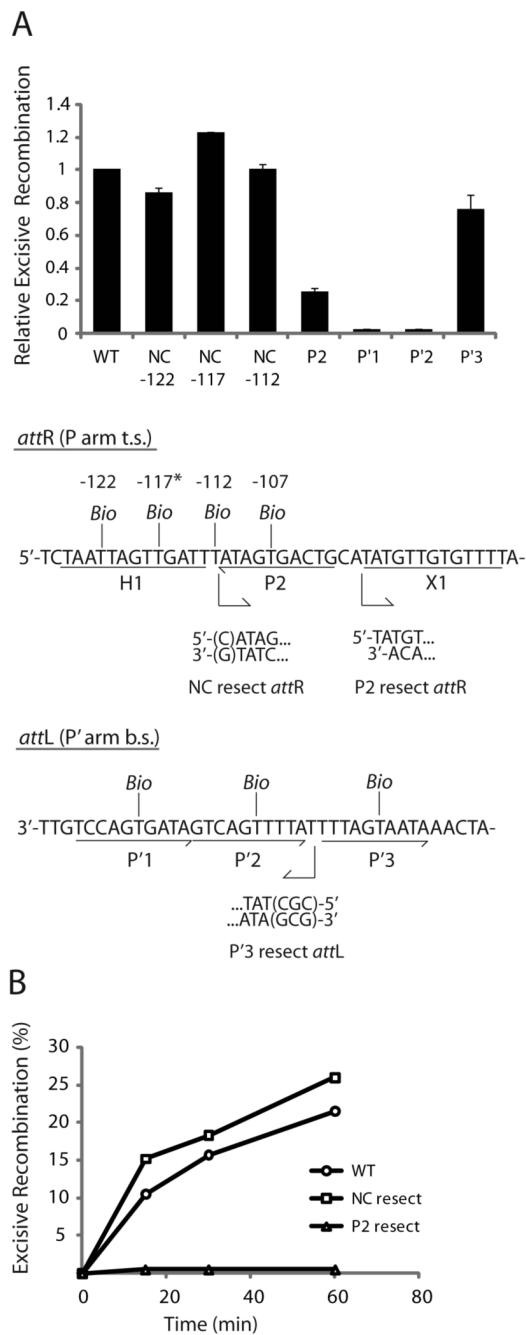 A
Relative Excisive Recombination
1.4
1.2
1
0.8
0.6
0.4
0.2
0
WT NC -122 NC -117 NC -112 P2 P'1 P'2 P'3
attR (P arm t.s.)
-122 -117* -112 -107
Bio Bio Bio Bio
5'-TCTAATTAGTTGATTTATAGTGACTGCATATGTTGTGTTTTA-
H1 P2 X1
5'-(C)ATAG... 5'-TATGT...
3'-(G)TATC... 3'-ACA...
NC resect attR P2 resect attR
attL (P' arm b.s.)
Bio Bio Bio
3'-TTGTCCAGTGATAGTCAGTTTTATTTTAGTAATAAACTA-
P'1 P'2 P'3
...TAT(CGC)-5'
...ATA(GCG)-3'
P'3 resect attL
B
Excisive Recombination (%)
30
25
20
15
10
5
WT
NC resect
P2 resect
0 20 40 60 80
Time (min)